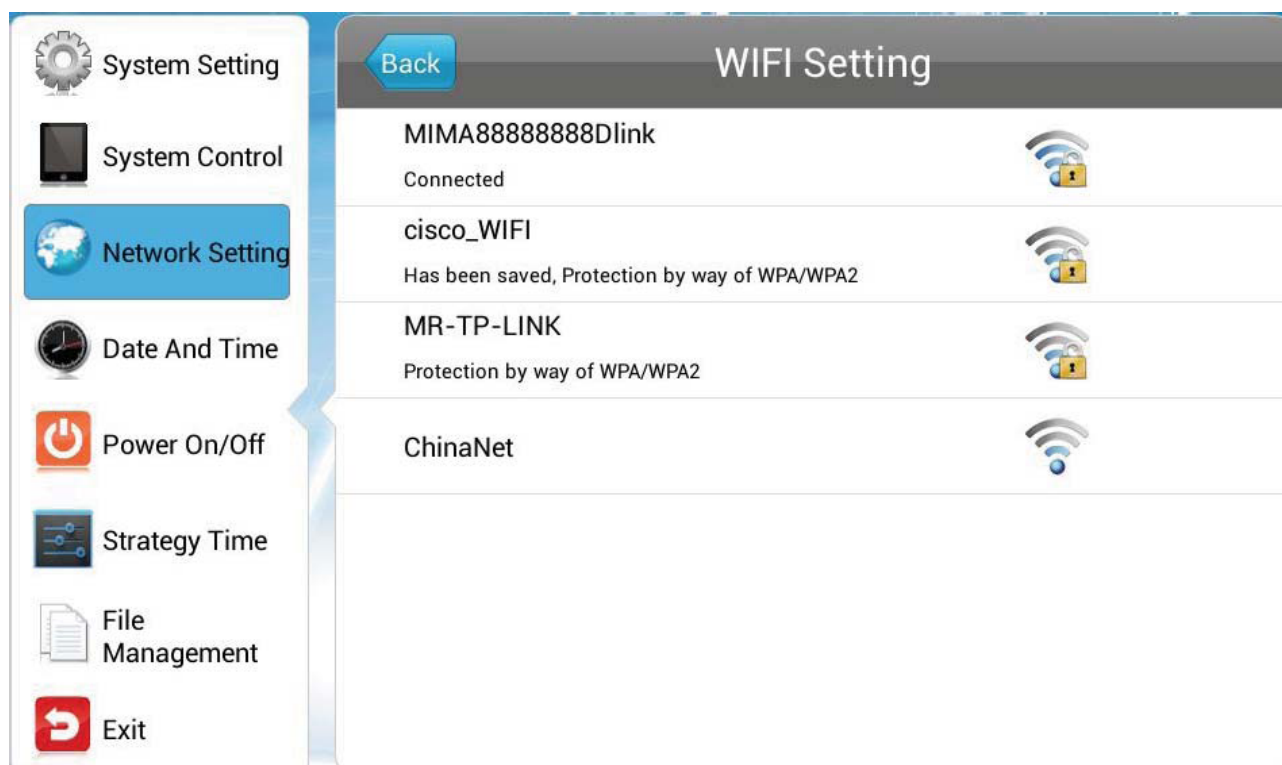 System Setting
System Control
Network Setting
Date And Time
Power On/Off
Strategy Time
File
Management
Exit
Back
WIFI Setting
MIMA88888888Dlink
Connected
cisco_WIFI
Has been saved, Protection by way of WPA/WPA2
MR-TP-LINK
Protection by way of WPA/WPA2
ChinaNet